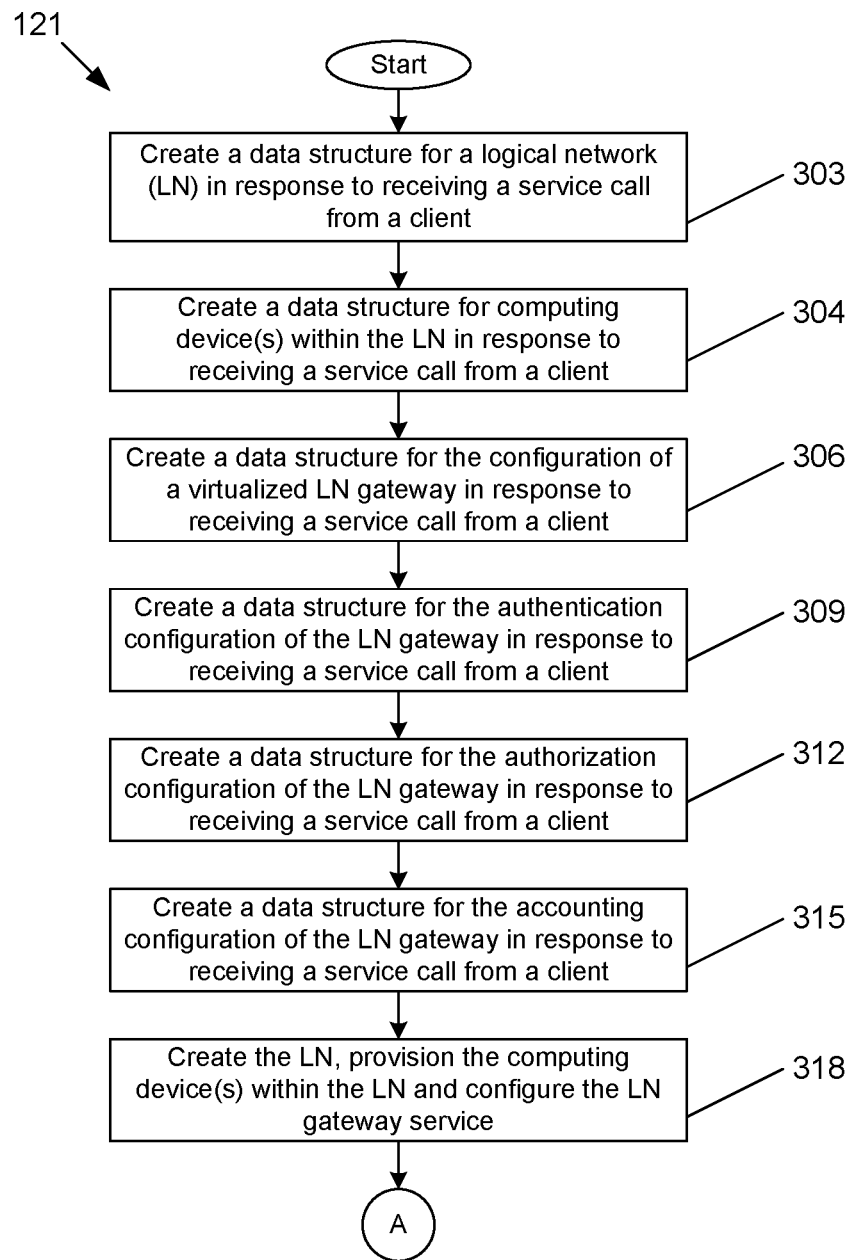 121
Start
Create a data structure for a logical network
(LN) in response to receiving a service call
from a client
303
Create a data structure for computing
device(s) within the LN in response to
receiving a service call from a client
304
Create a data structure for the configuration of
a virtualized LN gateway in response to
receiving a service call from a client
306
Create a data structure for the authentication
configuration of the LN gateway in response to
receiving a service call from a client
309
Create a data structure for the authorization
configuration of the LN gateway in response to
receiving a service call from a client
312
Create a data structure for the accounting
configuration of the LN gateway in response to
receiving a service call from a client
315
Create the LN, provision the computing
device(s) within the LN and configure the LN
gateway service
318
A